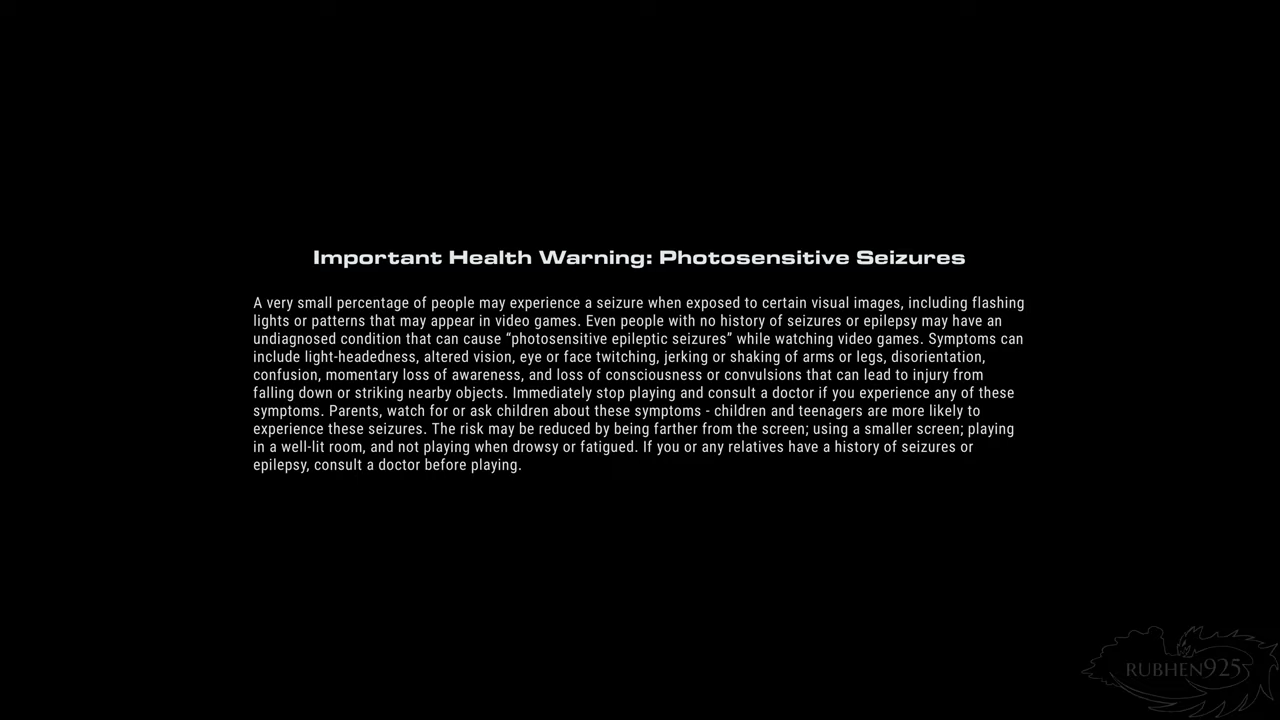 Important Health Warning: Photosensitive Seizures
A very small percentage of people may experience a seizure when exposed to certain visual images, including flashing
lights or patterns that may appear in video games. Even people with no history of seizures or epilepsy may have an
undiagnosed condition that can cause “photosensitive epileptic seizures” while watching video games. Symptoms can
include light-headedness, altered vision, eye or face twitching, jerking or shaking of arms or legs, disorientation,
confusion, momentary loss of awareness, and loss of consciousness or convulsions that can lead to injury from
falling down or striking nearby objects. Immediately stop playing and consult a doctor if you experience any of these
symptoms. Parents, watch for or ask children about these symptoms - children and teenagers are more likely to
experience these seizures. The risk may be reduced by being farther from the screen; using a smaller screen; playing
in a well-lit room, and not playing when drowsy or fatigued. If you or any relatives have a history of seizures or
epilepsy, consult a doctor before playing.
RUBHEN925